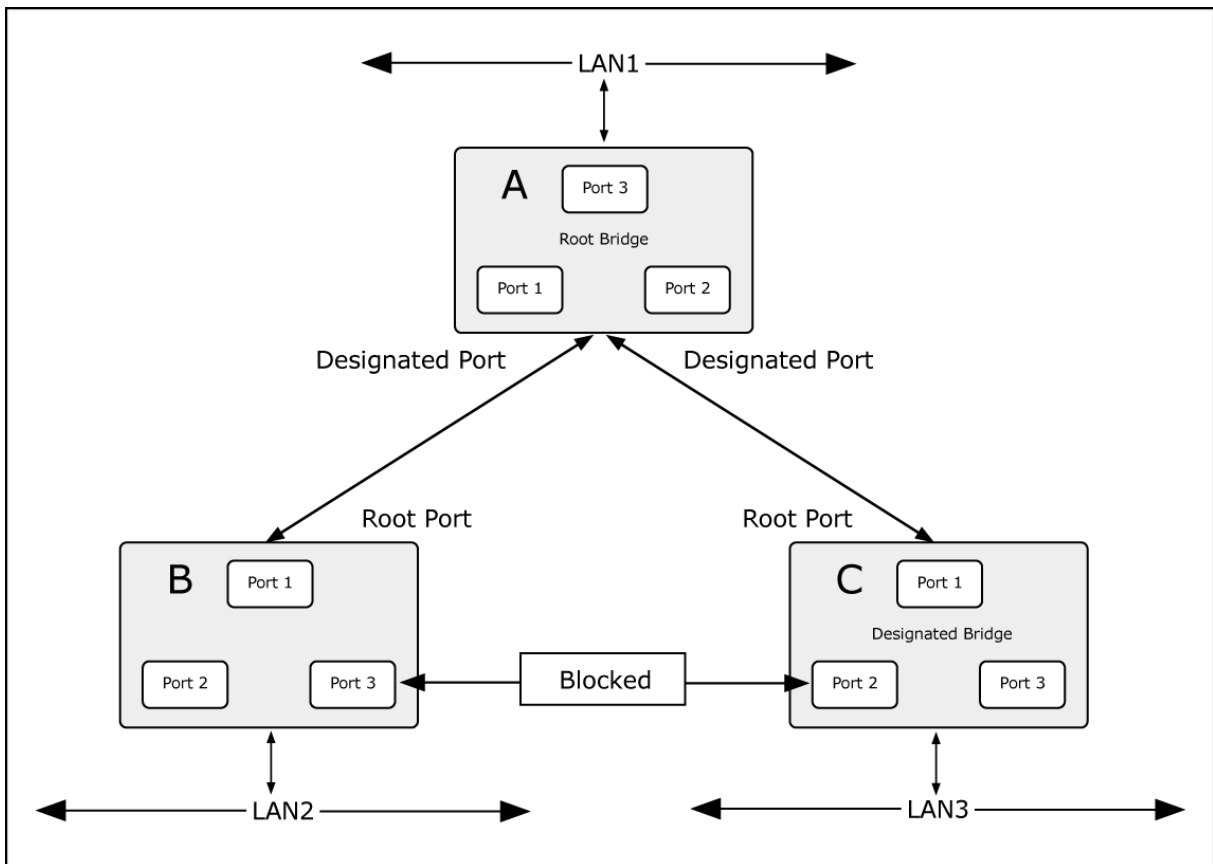 LAN1
A
Port 3
Root Bridge
Port 1
Port 2
Designated Port
Designated Port
Root Port
Root Port
B
Port 1
C
Port 1
Designated Bridge
Port 2
Port 3
Blocked
Port 2
Port 3
LAN2
LAN3